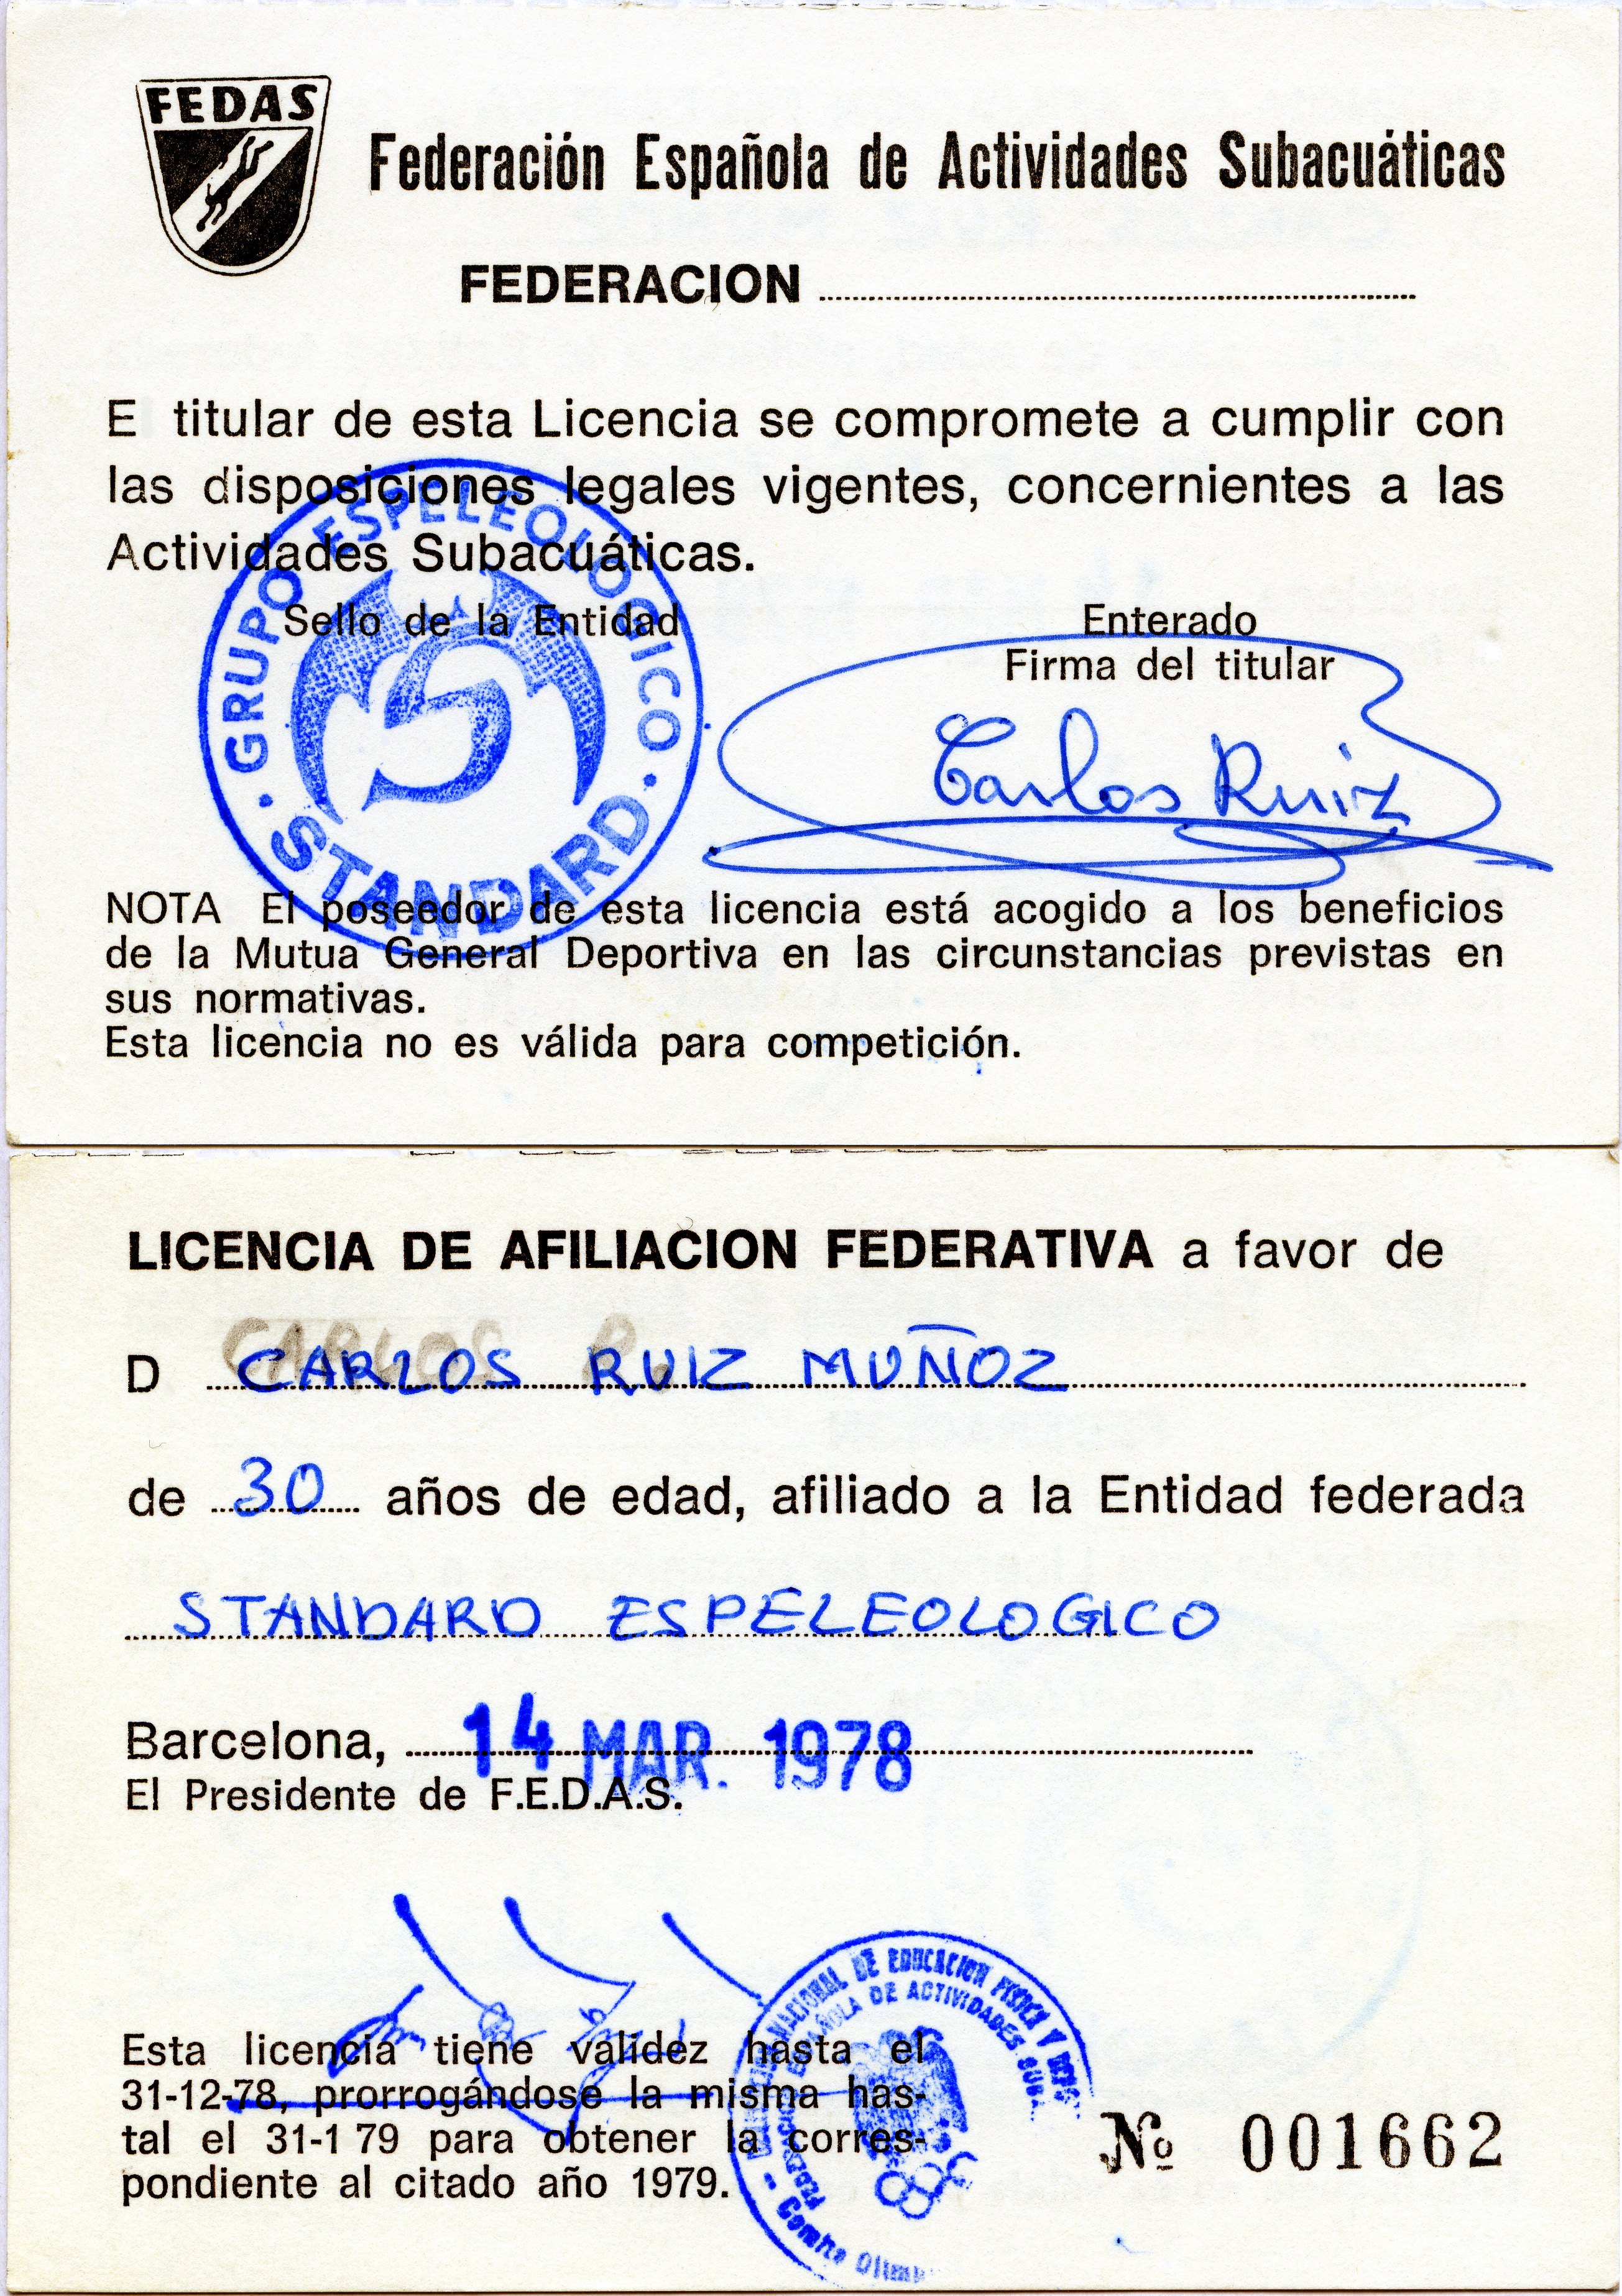 FEDAS
Federación Española de Actividades Subacuáticas
FEDERACION
E titular de esta Licencia se compromete a cumplir con
las disposiciones legales vigentes, concernientes a las
Actividades Subacuáticas.
Sello de la Entidad
GRUPO ESPELEOLOGICO
STANDARD
Enterado
Firma del titular
Carlos Ruiz
NOTA El poseedor de esta licencia está acogido a los beneficios
de la Mutua General Deportiva en las circunstancias previstas en
sus normativas.
Esta licencia no es válida para competición.
LICENCIA DE AFILIACION FEDERATIVA a favor de
D CARLOS RUIZ MUÑOZ
de 30 años de edad, afiliado a la Entidad federada
STANDARD ESPELEOLOGICO
Barcelona, 14 MAR. 1978
El Presidente de F.E.D.A.S.
Esta licencia tiene validez hasta el
31-12-78, prorrogándose la misma has-
tal el 31-1 79 para obtener la corres-
pondiente al citado año 1979.
NACIONAL DE EDUCACION FISICA Y
DE ACTIVIDADES
№ 001662